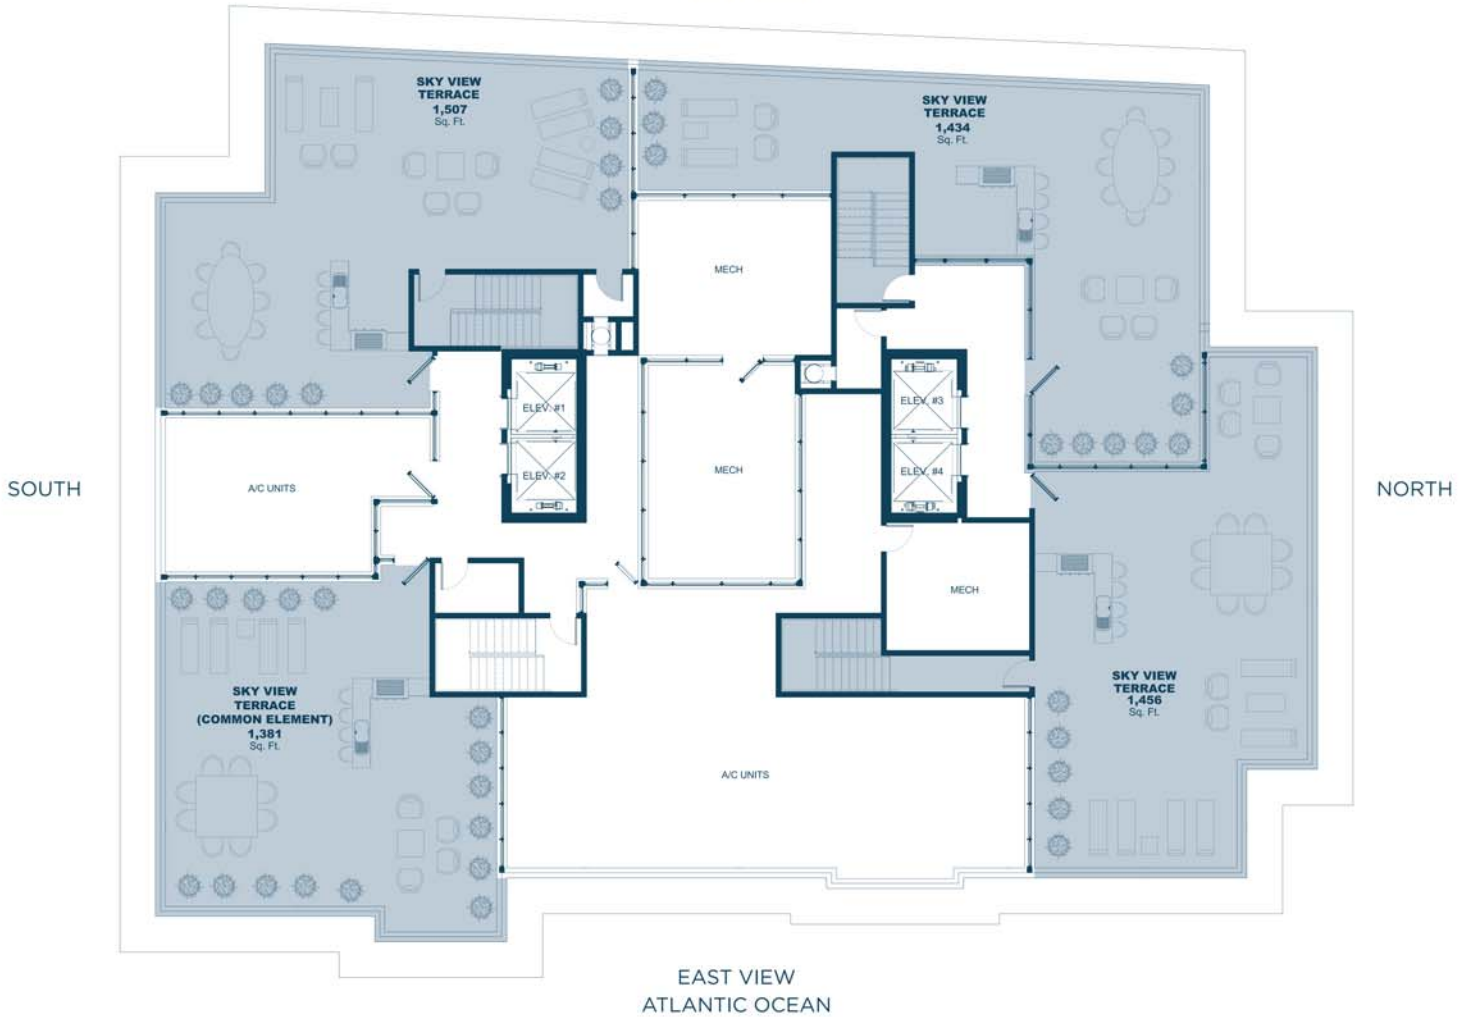 SKY VIEW
TERRACE
1,507
Sq. Ft.
SKY VIEW
TERRACE
1,434
Sq. Ft.
MECH
ELEV. #1
ELEV. #3
MECH
ELEV. #2
ELEV. #4
SOUTH
A/C UNITS
NORTH
MECH
SKY VIEW
TERRACE
(COMMON ELEMENT)
1,381
Sq. Ft.
SKY VIEW
TERRACE
1,456
Sq. Ft.
A/C UNITS
EAST VIEW
ATLANTIC OCEAN